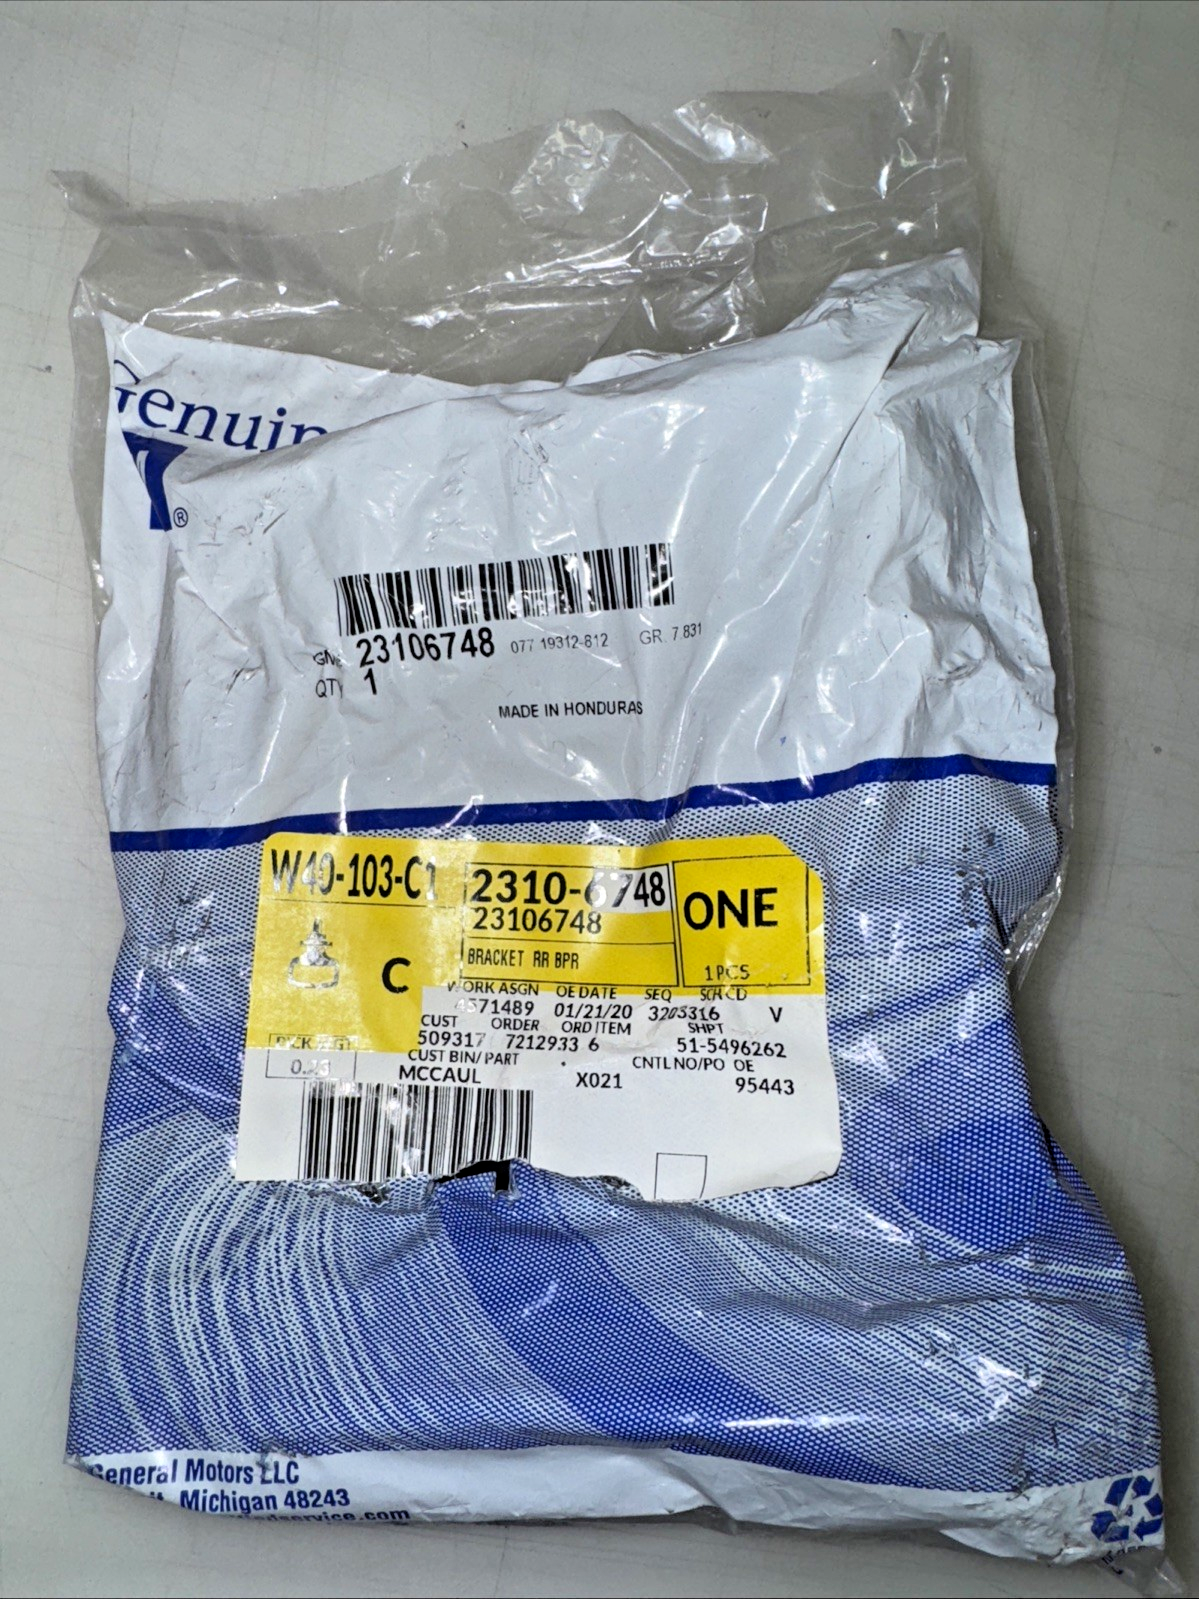 Genuin
®
23106748 077 19312-812 GR. 7.831
QTY 1
MADE IN HONDURAS
W40-103-C1
2310-6748
23106748
ONE
C
BRACKET RR BPR
1 PCS
WORK ASGN OE DATE SEQ SCH CD
4571489 01/21/20 3203316 V
CUST ORDER ORD ITEM SHPT
509317 7212933 6 51-5496262
CUST BIN/PART CNTL NO/PO OE
MCCAUL X021 95443
General Motors LLC
Michigan 48243